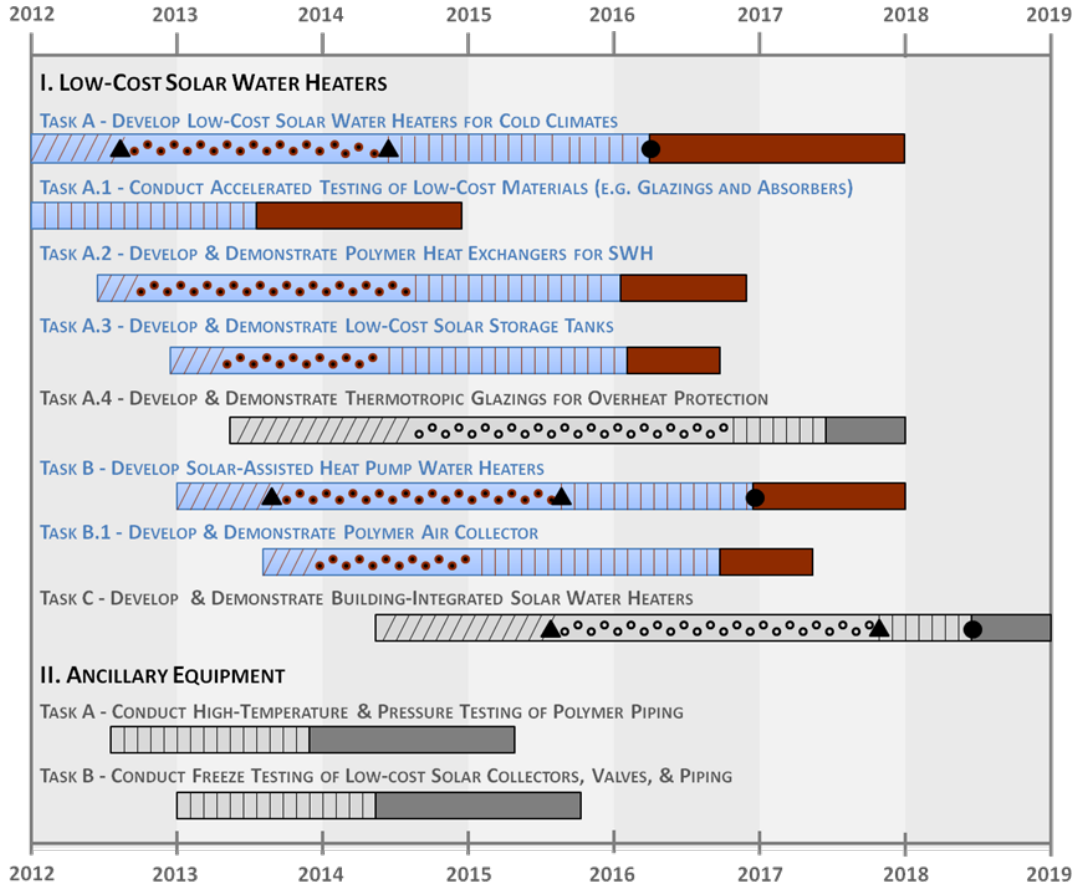 2012 2013 2014 2015 2016 2017 2018 2019
I. Low-Cost Solar Water Heaters
Task A - Develop Low-Cost Solar Water Heaters for Cold Climates
Task A.1 - Conduct Accelerated Testing of Low-Cost Materials (e.g. Glazings and Absorbers)
Task A.2 - Develop & Demonstrate Polymer Heat Exchangers for SWH
Task A.3 - Develop & Demonstrate Low-Cost Solar Storage Tanks
Task A.4 - Develop & Demonstrate Thermotropic Glazings for Overheat Protection
Task B - Develop Solar-Assisted Heat Pump Water Heaters
Task B.1 - Develop & Demonstrate Polymer Air Collector
Task C - Develop & Demonstrate Building-Integrated Solar Water Heaters
II. Ancillary Equipment
Task A - Conduct High-Temperature & Pressure Testing of Polymer Piping
Task B - Conduct Freeze Testing of Low-cost Solar Collectors, Valves, & Piping
2012 2013 2014 2015 2016 2017 2018 2019